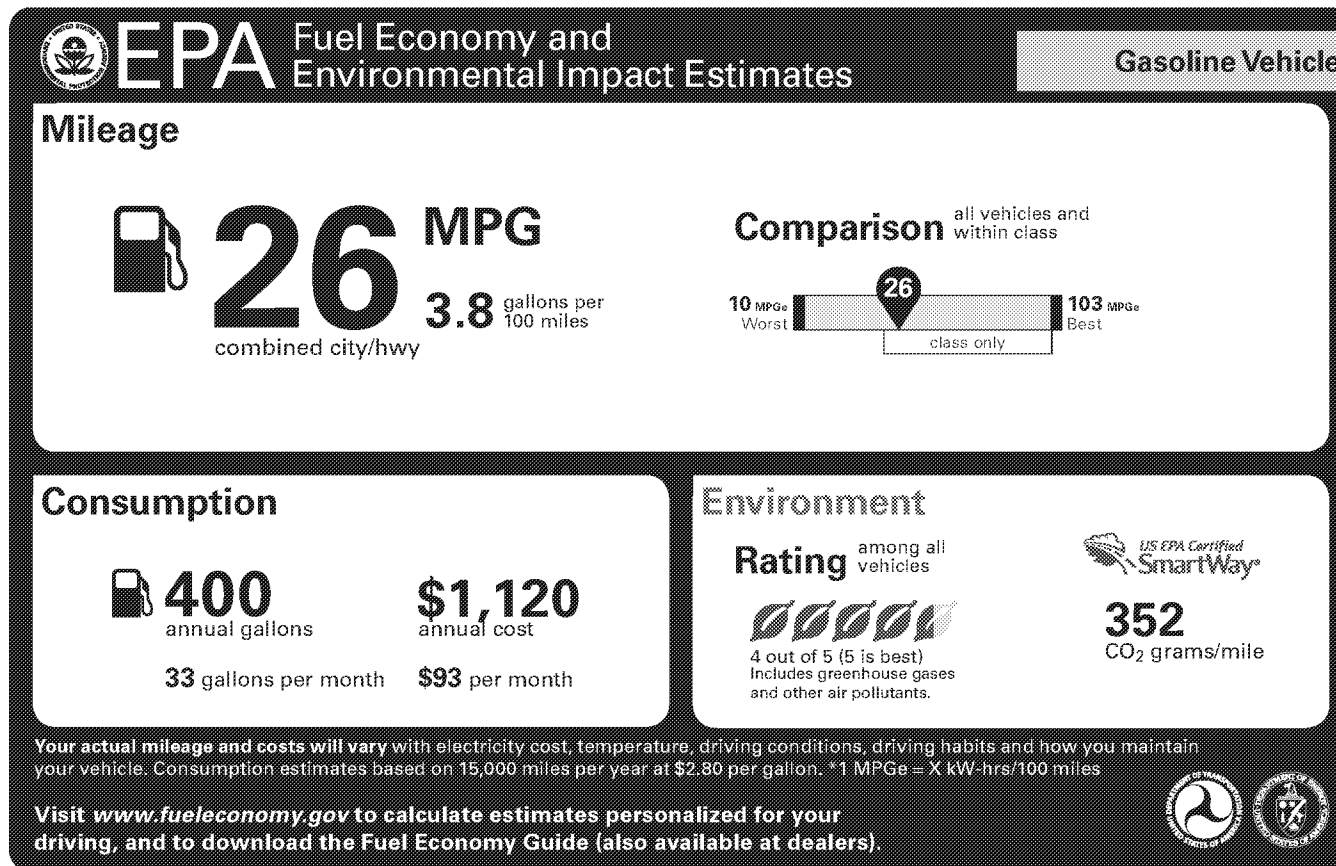 EPA
Fuel Economy and
Environmental Impact Estimates
Gasoline Vehicle
Mileage
26
MPG
3.8 gallons per
100 miles
combined city/hwy
Comparison all vehicles and
within class
26
10 MPGe
Worst
103 MPGe
Best
class only
Consumption
400
annual gallons
33 gallons per month
$1,120
annual cost
$93 per month
Environment
Rating among all
vehicles
4 out of 5 (5 is best)
Includes greenhouse gases
and other air pollutants.
US EPA Certified
SmartWay
352
CO₂ grams/mile
Your actual mileage and costs will vary with electricity cost, temperature, driving conditions, driving habits and how you maintain
your vehicle. Consumption estimates based on 15,000 miles per year at $2.80 per gallon. *1 MPGe = X kW-hrs/100 miles
Visit www.fueleconomy.gov to calculate estimates personalized for your
driving, and to download the Fuel Economy Guide (also available at dealers).